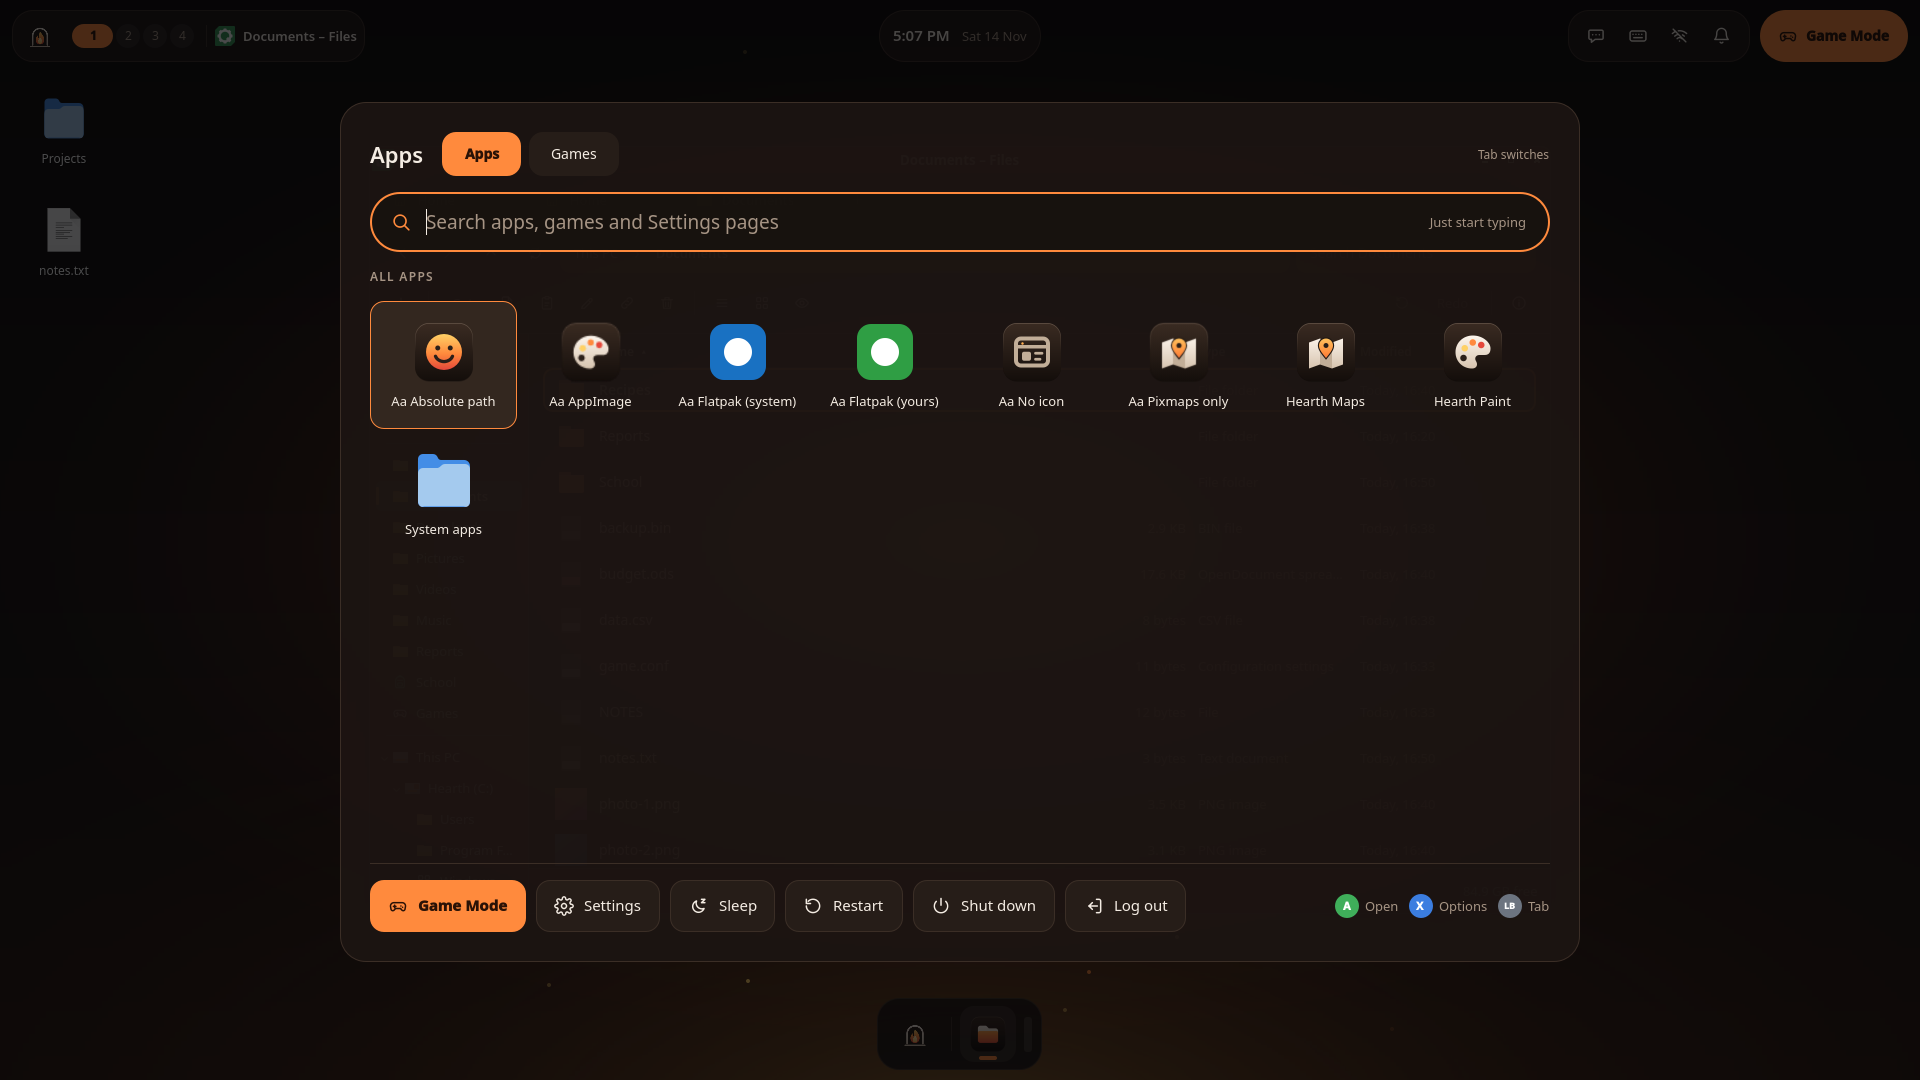 1 2 3 4 Documents – Files
5:07 PM Sat 14 Nov
Game Mode
Projects
notes.txt
Apps Apps Games Tab switches
Search apps, games and Settings pages Just start typing
ALL APPS
Aa Absolute path
Aa AppImage
Aa Flatpak (system)
Aa Flatpak (yours)
Aa No icon
Aa Pixmaps only
Hearth Maps
Hearth Paint
System apps
Game Mode Settings Sleep Restart Shut down Log out
A Open X Options LB Tab